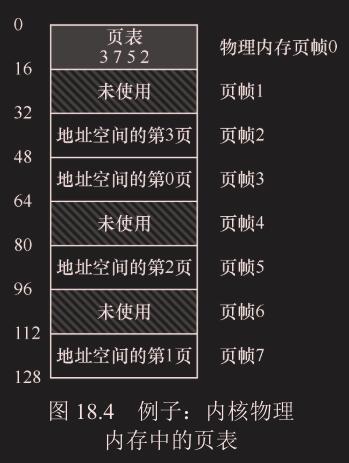 0
页表
3 7 5 2
物理内存页帧0
16
未使用
页帧1
32
地址空间的第3页
页帧2
48
地址空间的第0页
页帧3
64
未使用
页帧4
80
地址空间的第2页
页帧5
96
未使用
页帧6
112
地址空间的第1页
页帧7
128
图 18.4 例子：内核物理
内存中的页表